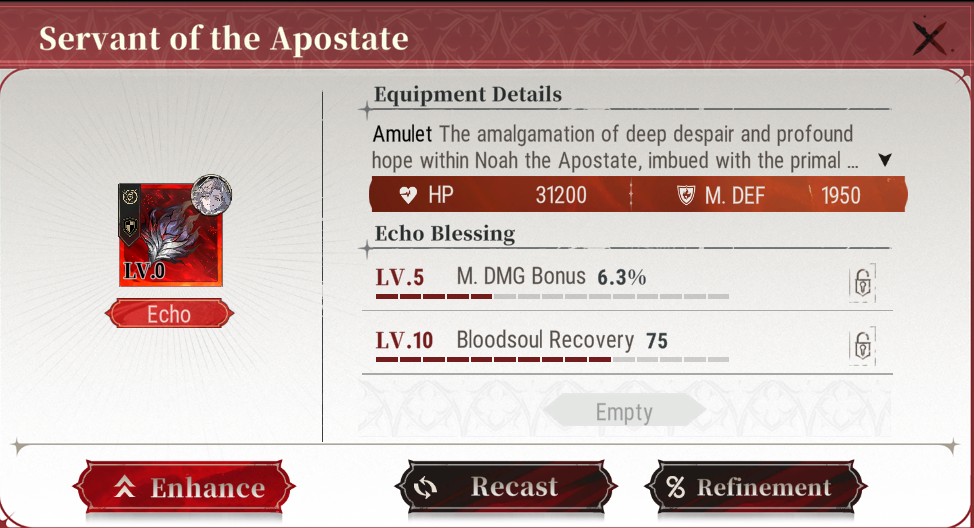 Servant of the Apostate
Equipment Details
Amulet The amalgamation of deep despair and profound
hope within Noah the Apostate, imbued with the primal ...
HP 31200 M. DEF 1950
Echo Blessing
LV.0
Echo
LV.5 M. DMG Bonus 6.3%
LV.10 Bloodsoul Recovery 75
Empty
Enhance Recast Refinement